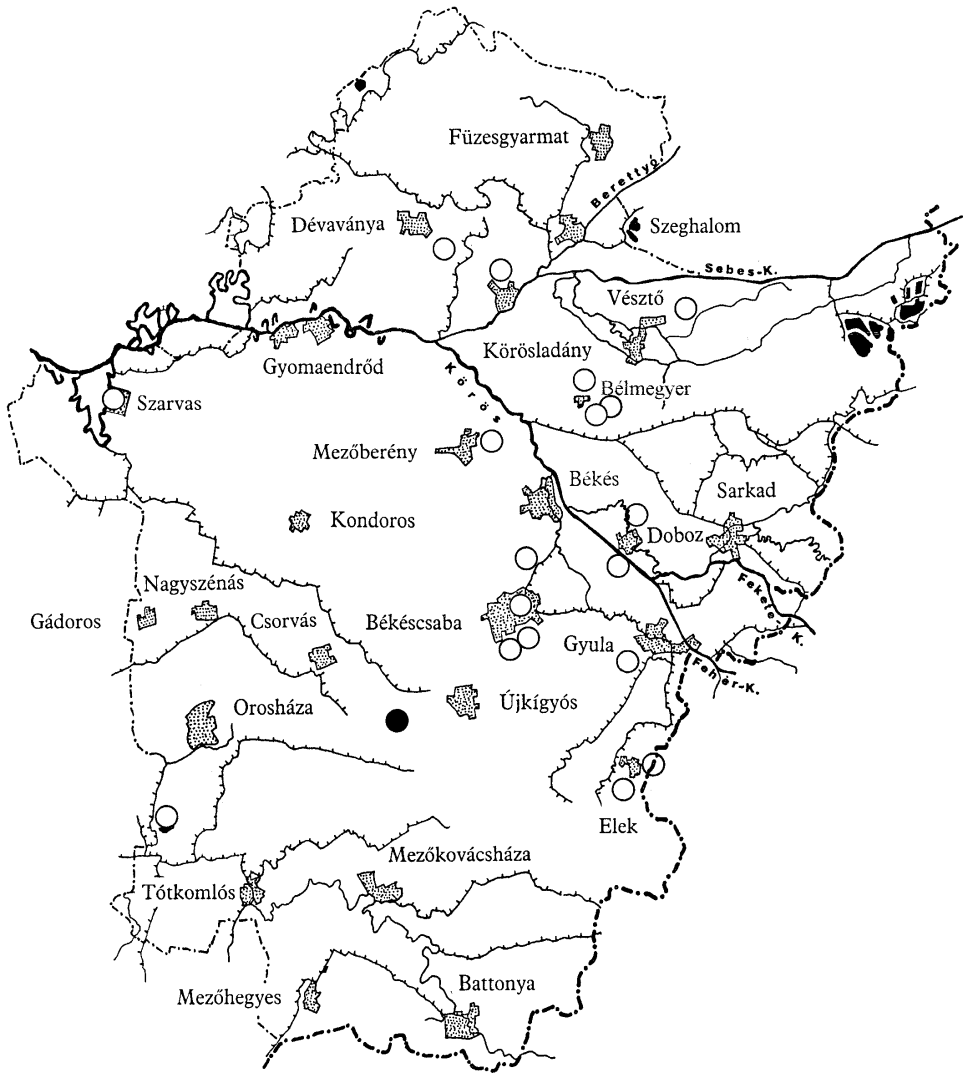 Füzesgyarmat
Berettyó
Dévaványa
Szeghalom
Sebes-K.
Vésztő
Körösladány
Gyomaendrőd
Körös
Bélmegyer
Szarvas
Mezőberény
Békés
Sarkad
Kondoros
Doboz
Nagyszénás
Fekete K.
Gádoros
Csorvás
Békéscsaba
Gyula
Fehér-K.
Orosháza
Újkígyós
Elek
Mezőkovácsháza
Tótkomlós
Mezőhegyes
Battonya